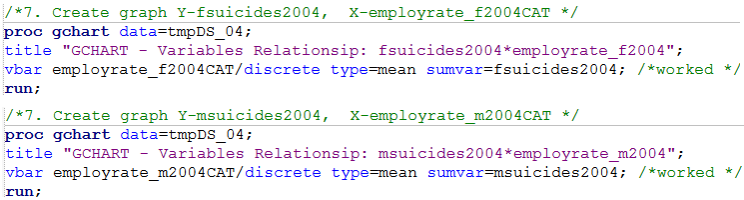 /*7. Create graph Y-fsuicides2004,  X-employrate_f2004CAT */
proc gchart data=tmpDS_04;
title "GCHART - Variables Relationsip: fsuicides2004*employrate_f2004";
vbar employrate_f2004CAT/discrete type=mean sumvar=fsuicides2004; /*worked */
run;
/*7. Create graph Y-msuicides2004,  X-employrate_m2004CAT */
proc gchart data=tmpDS_04;
title "GCHART - Variables Relationsip: msuicides2004*employrate_m2004";
vbar employrate_m2004CAT/discrete type=mean sumvar=msuicides2004; /*worked */
run;